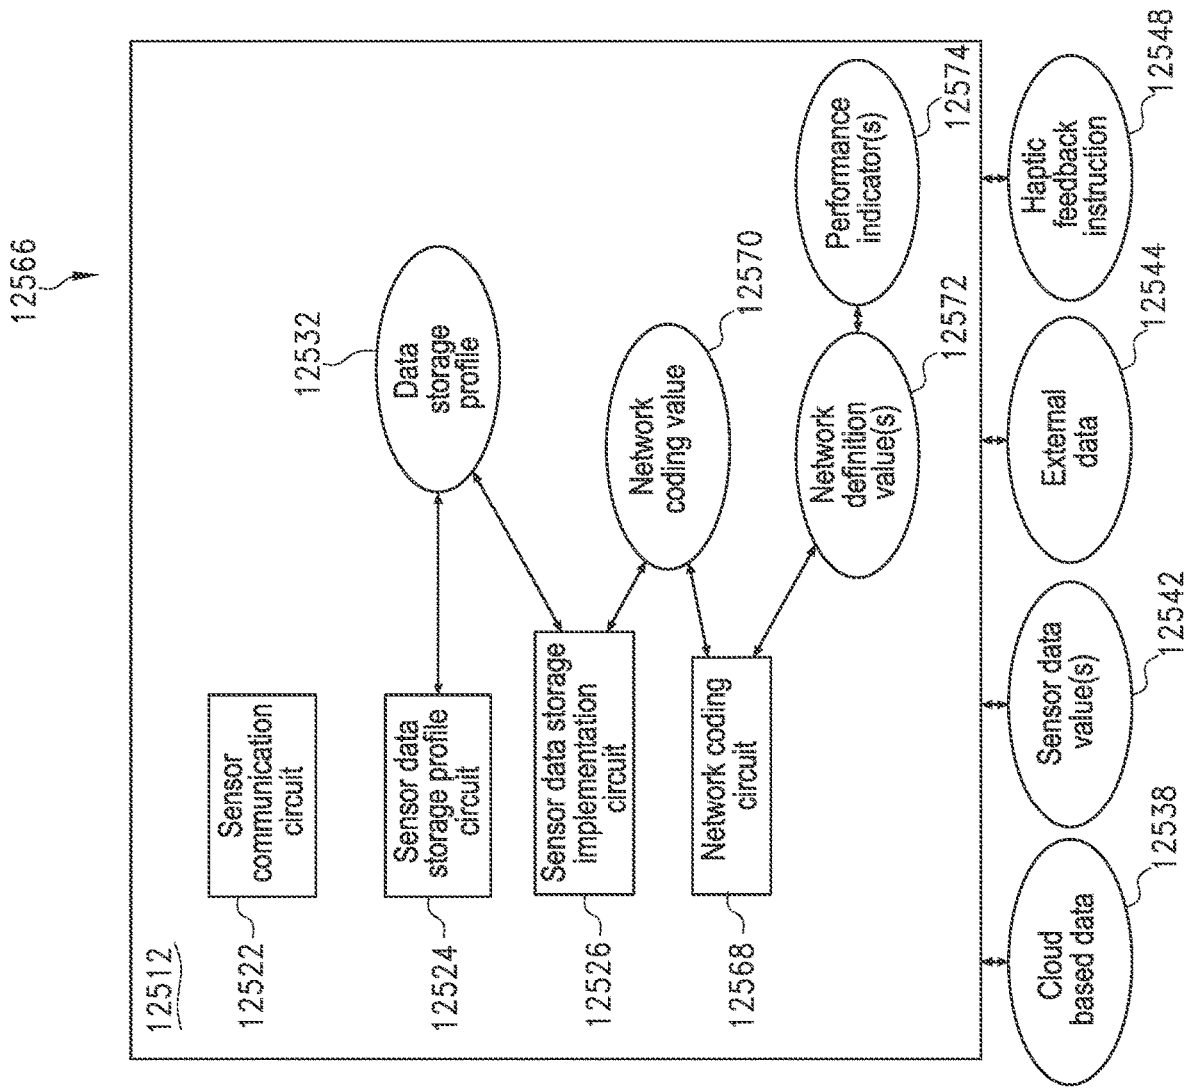 12566
12512
12522
Sensor
communication
circuit
12524
Sensor data
storage profile
circuit
12532
Data
storage
profile
12526
Sensor data storage
implementation
circuit
Network
coding value
12570
12568
Network coding
circuit
Network
definition
value(s)
12572
Performance
indicator(s)
12574
Cloud
based data
12538
Sensor data
value(s)
12542
External
data
12544
Haptic
feedback
instruction
12548